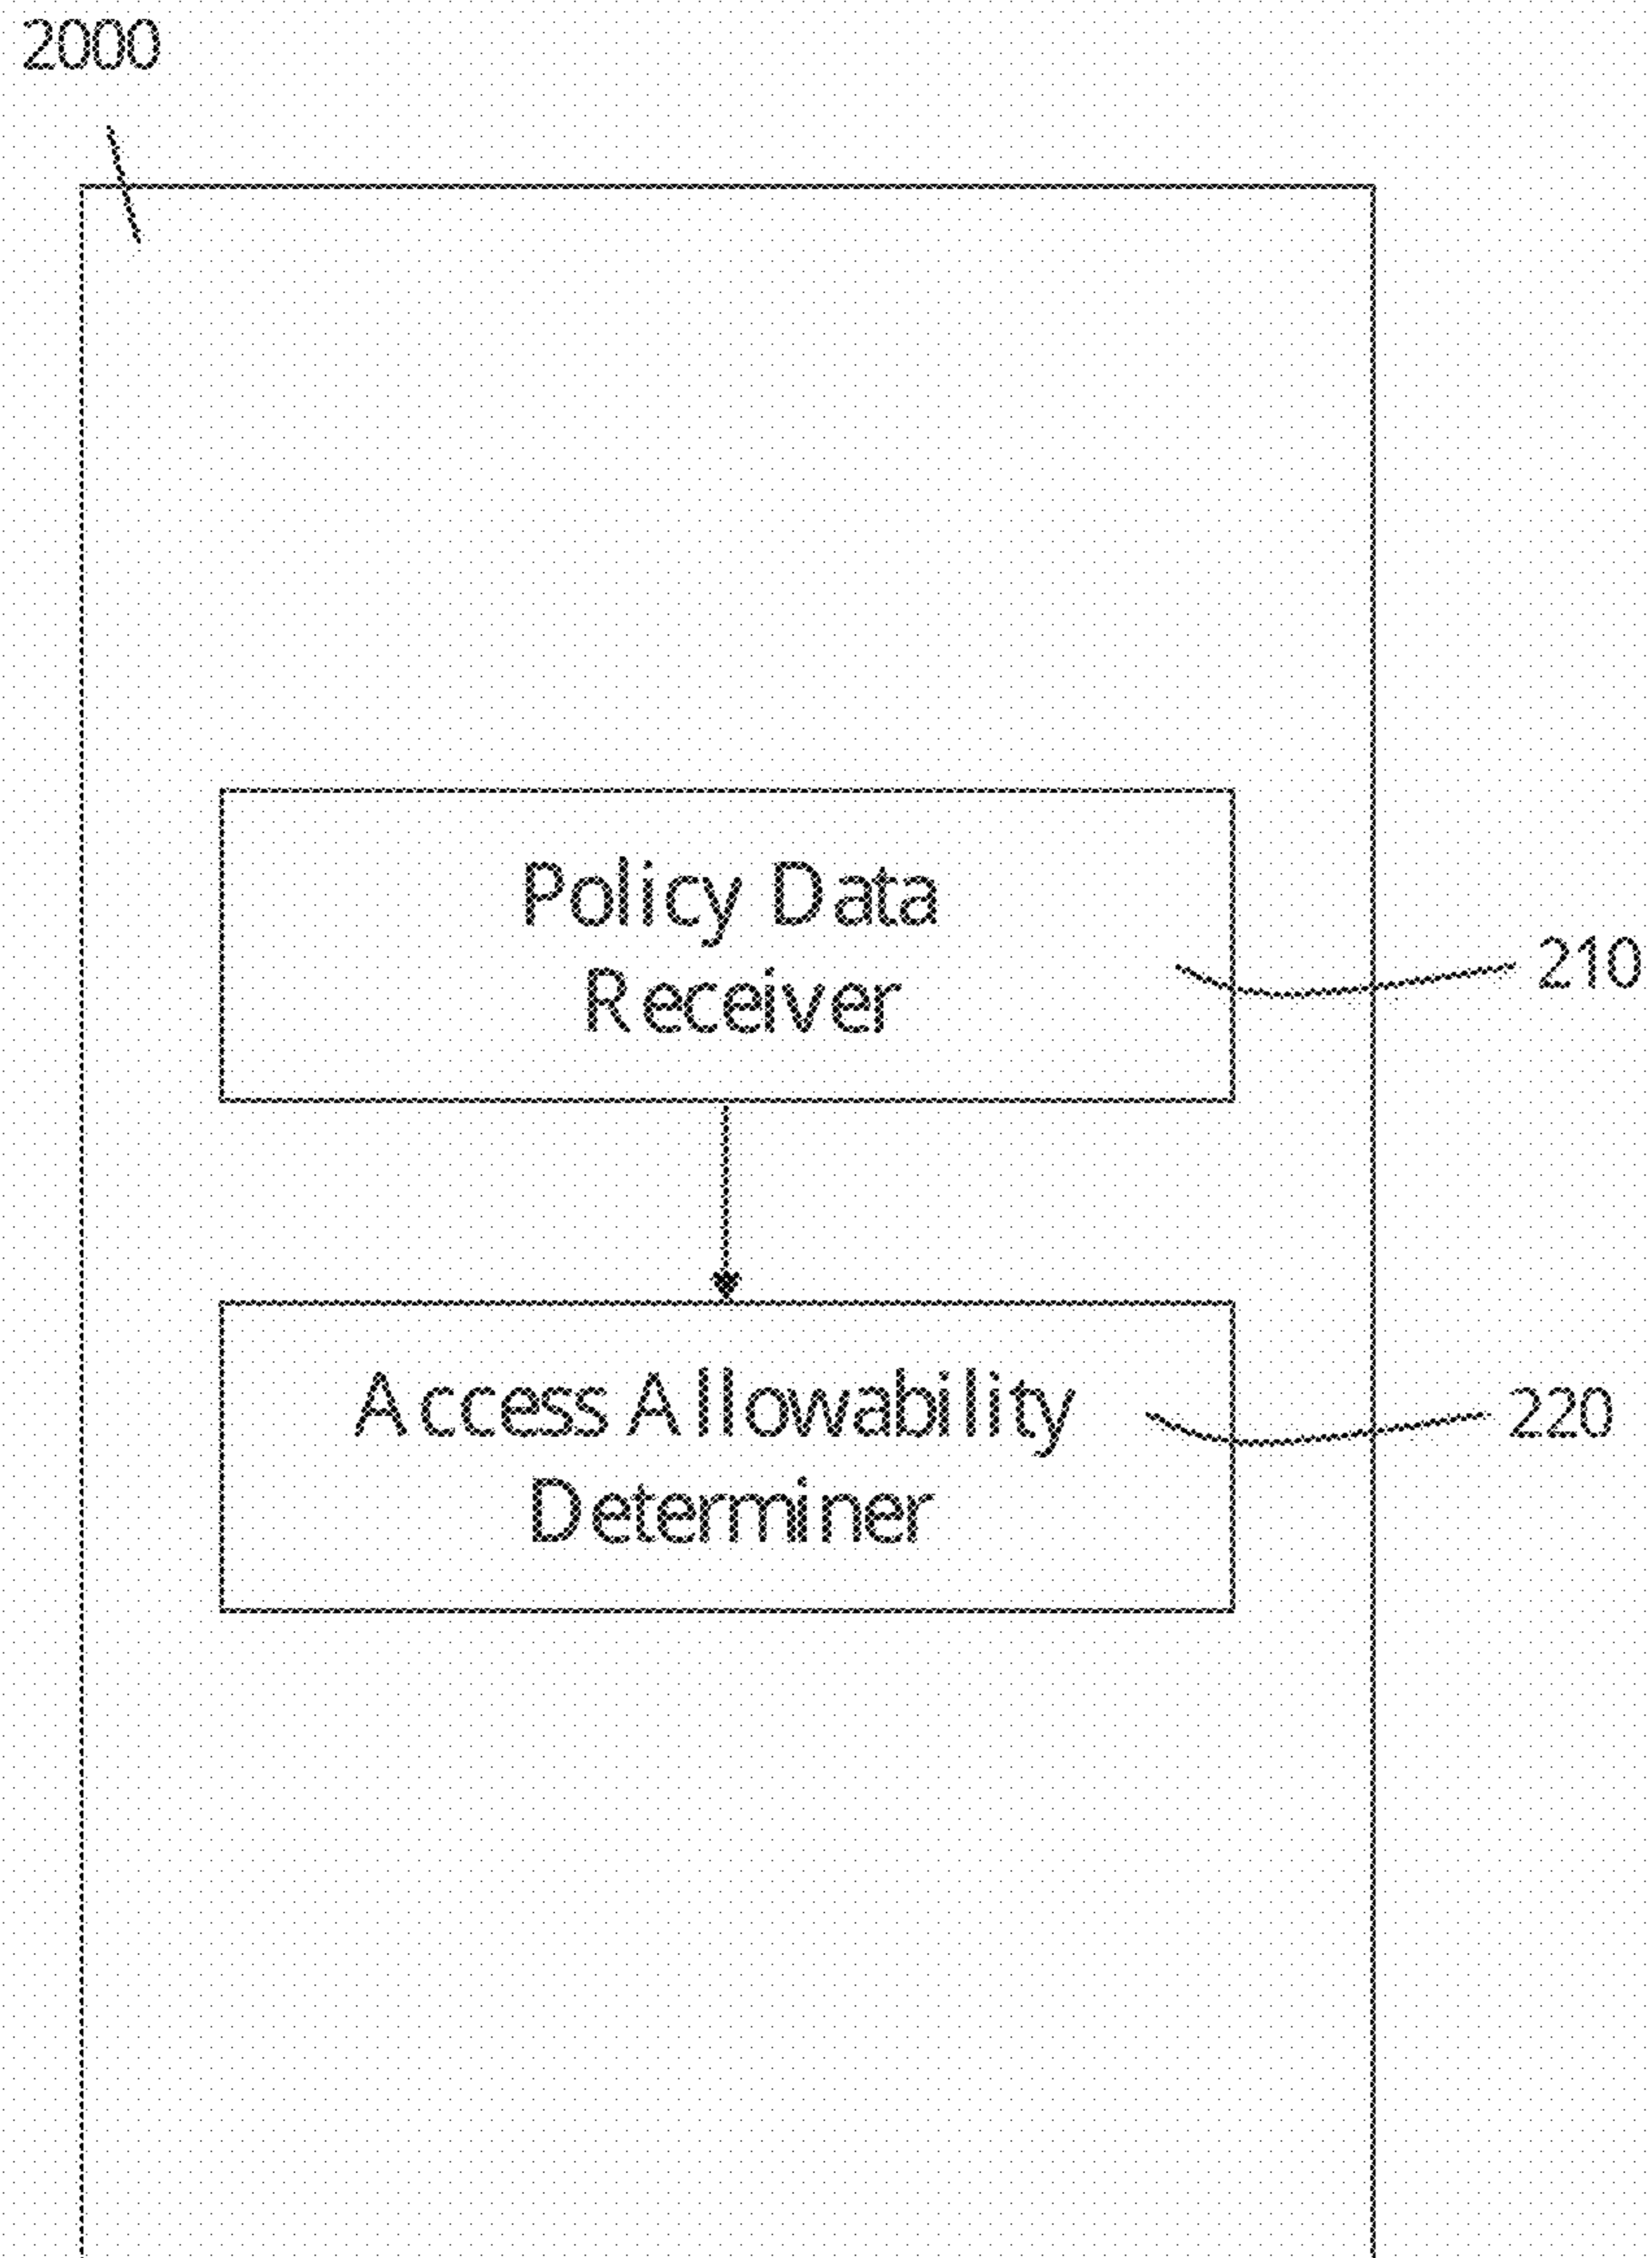 2000
Policy Data
Receiver
210
Access Allowability
Determiner
220